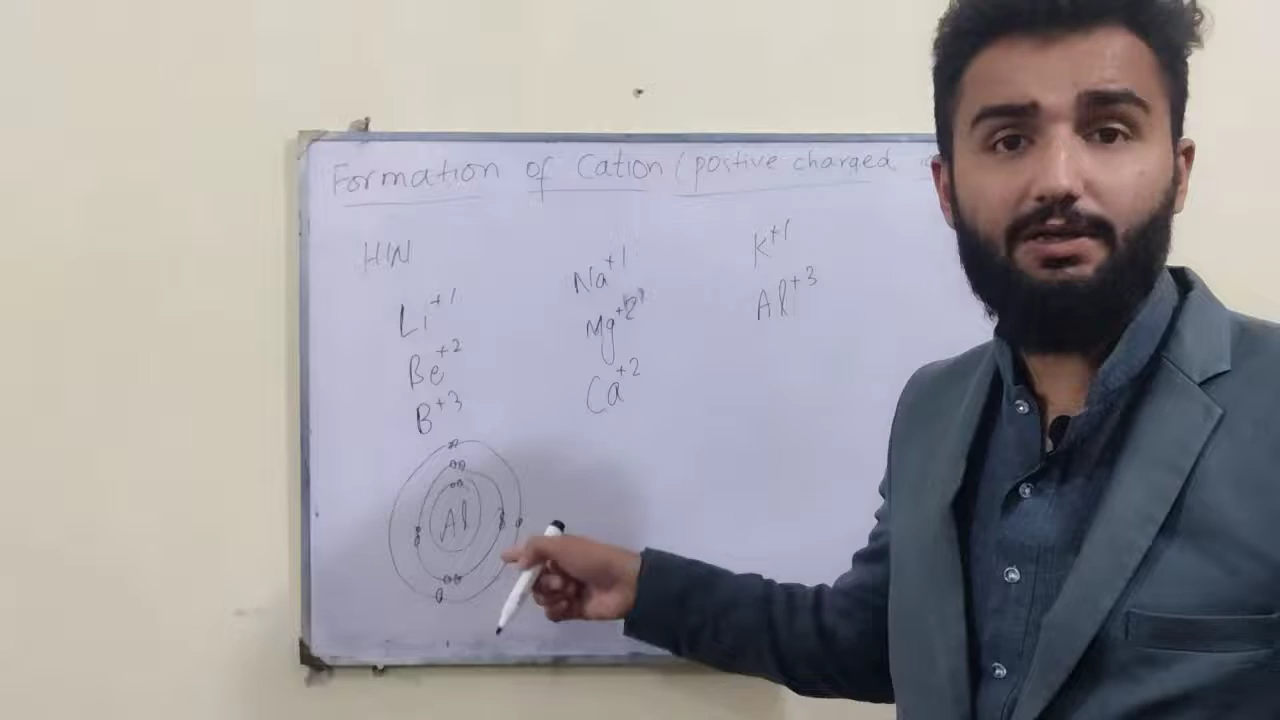 Formation of Cation (postive charged
H/N
Li+1
Be+2
B+3
Na+1
Mg+2
Ca+2
K+1
Al+3
Al